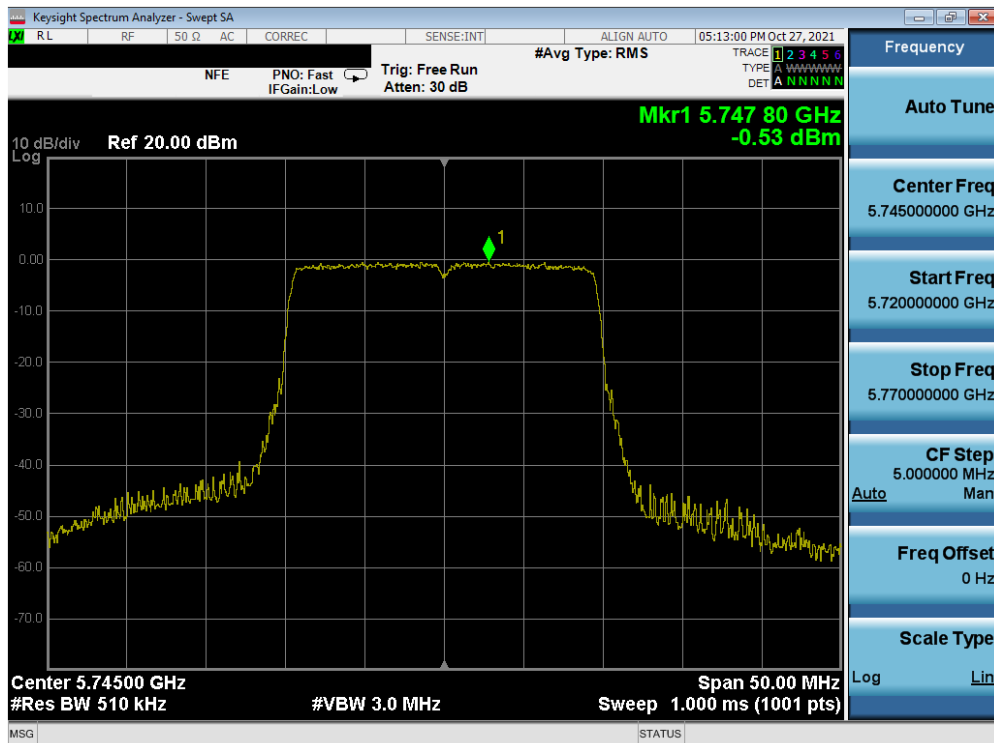 Keysight Spectrum Analyzer - Swept SA
LXI RL RF 50 Ω AC CORREC SENSE:INT ALIGN AUTO 05:13:00 PM Oct 27, 2021
Frequency
#Avg Type: RMS
TRACE 1 2 3 4 5 6
NFE PNO: Fast Trig: Free Run
TYPE A WWWWW
IFGain:Low Atten: 30 dB
DET A N N N N N
Auto Tune
Mkr1 5.747 80 GHz
-0.53 dBm
10 dB/div Ref 20.00 dBm
Log
Center Freq
5.745000000 GHz
10.0
1
0.00
Start Freq
5.720000000 GHz
-10.0
-20.0
Stop Freq
5.770000000 GHz
-30.0
-40.0
CF Step
5.000000 MHz
Auto Man
-50.0
-60.0
Freq Offset
0 Hz
-70.0
Scale Type
Log Lin
Center 5.74500 GHz Span 50.00 MHz
#Res BW 510 kHz #VBW 3.0 MHz Sweep 1.000 ms (1001 pts)
MSG STATUS